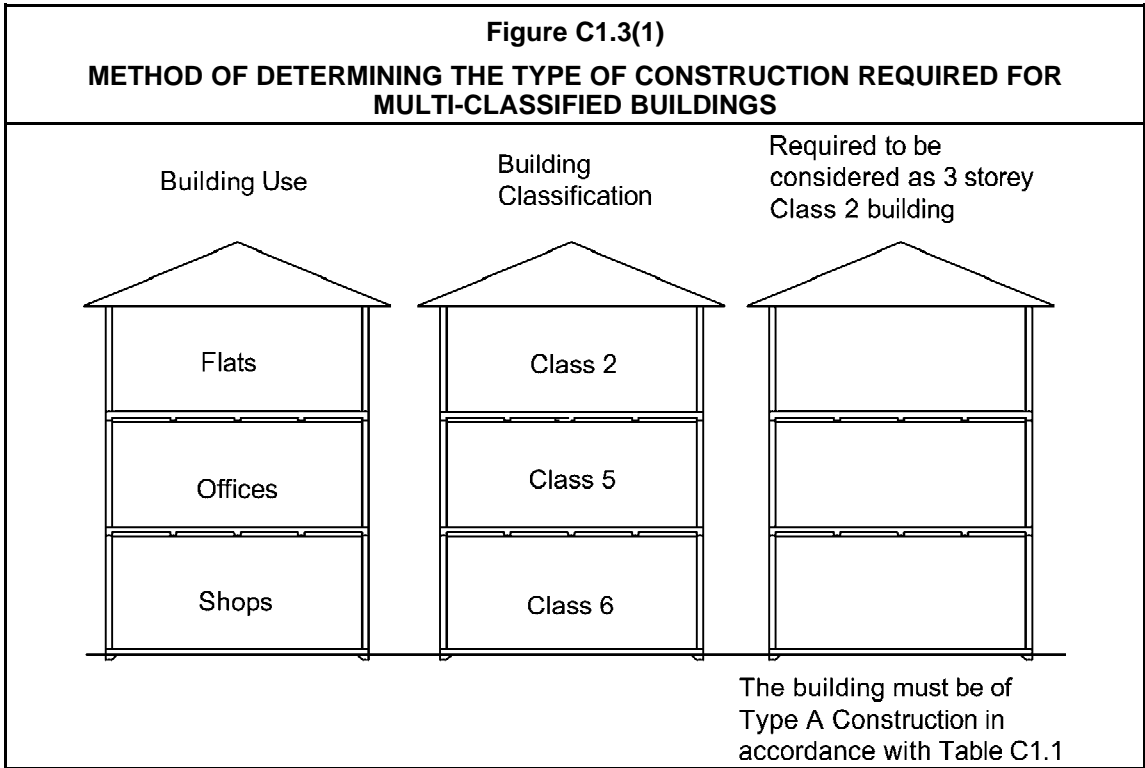 Figure C1.3(1)
METHOD OF DETERMINING THE TYPE OF CONSTRUCTION REQUIRED FOR
MULTI-CLASSIFIED BUILDINGS
Building Use
Building
Classification
Required to be
considered as 3 storey
Class 2 building
Flats
Class 2
Offices
Class 5
Shops
Class 6
The building must be of
Type A Construction in
accordance with Table C1.1